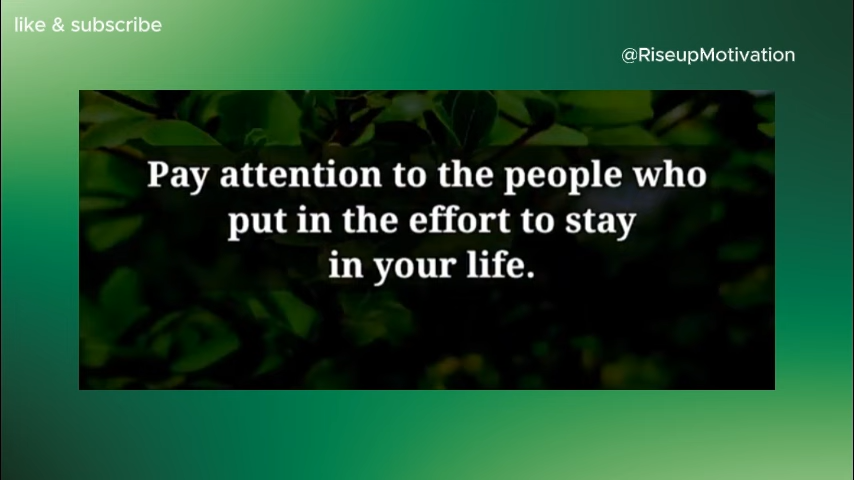 like & subscribe
@RiseupMotivation
Pay attention to the people who
put in the effort to stay
in your life.